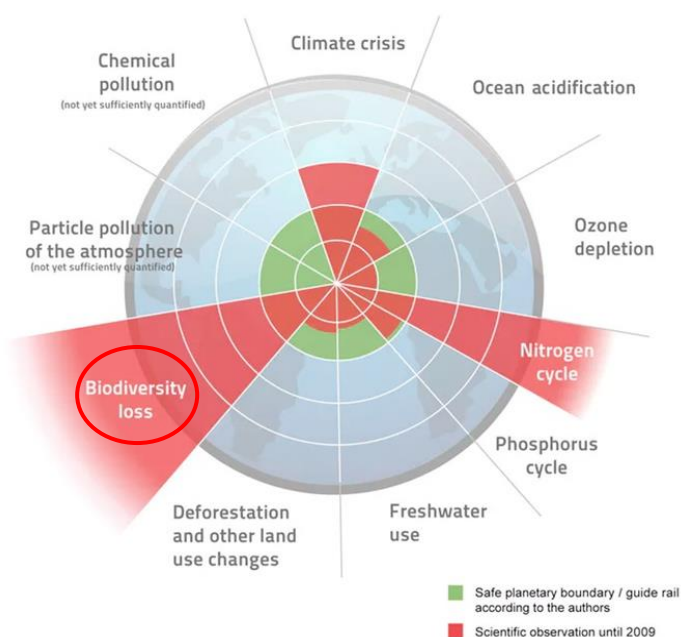 Climate crisis
Chemical
pollution
(not yet sufficiently quantified)
Ocean acidification
Particle pollution
of the atmosphere
(not yet sufficiently quantified)
Ozone
depletion
Nitrogen
cycle
Biodiversity
loss
Phosphorus
cycle
Deforestation
and other land
use changes
Freshwater
use
Safe planetary boundary / guide rail
according to the authors
Scientific observation until 2009